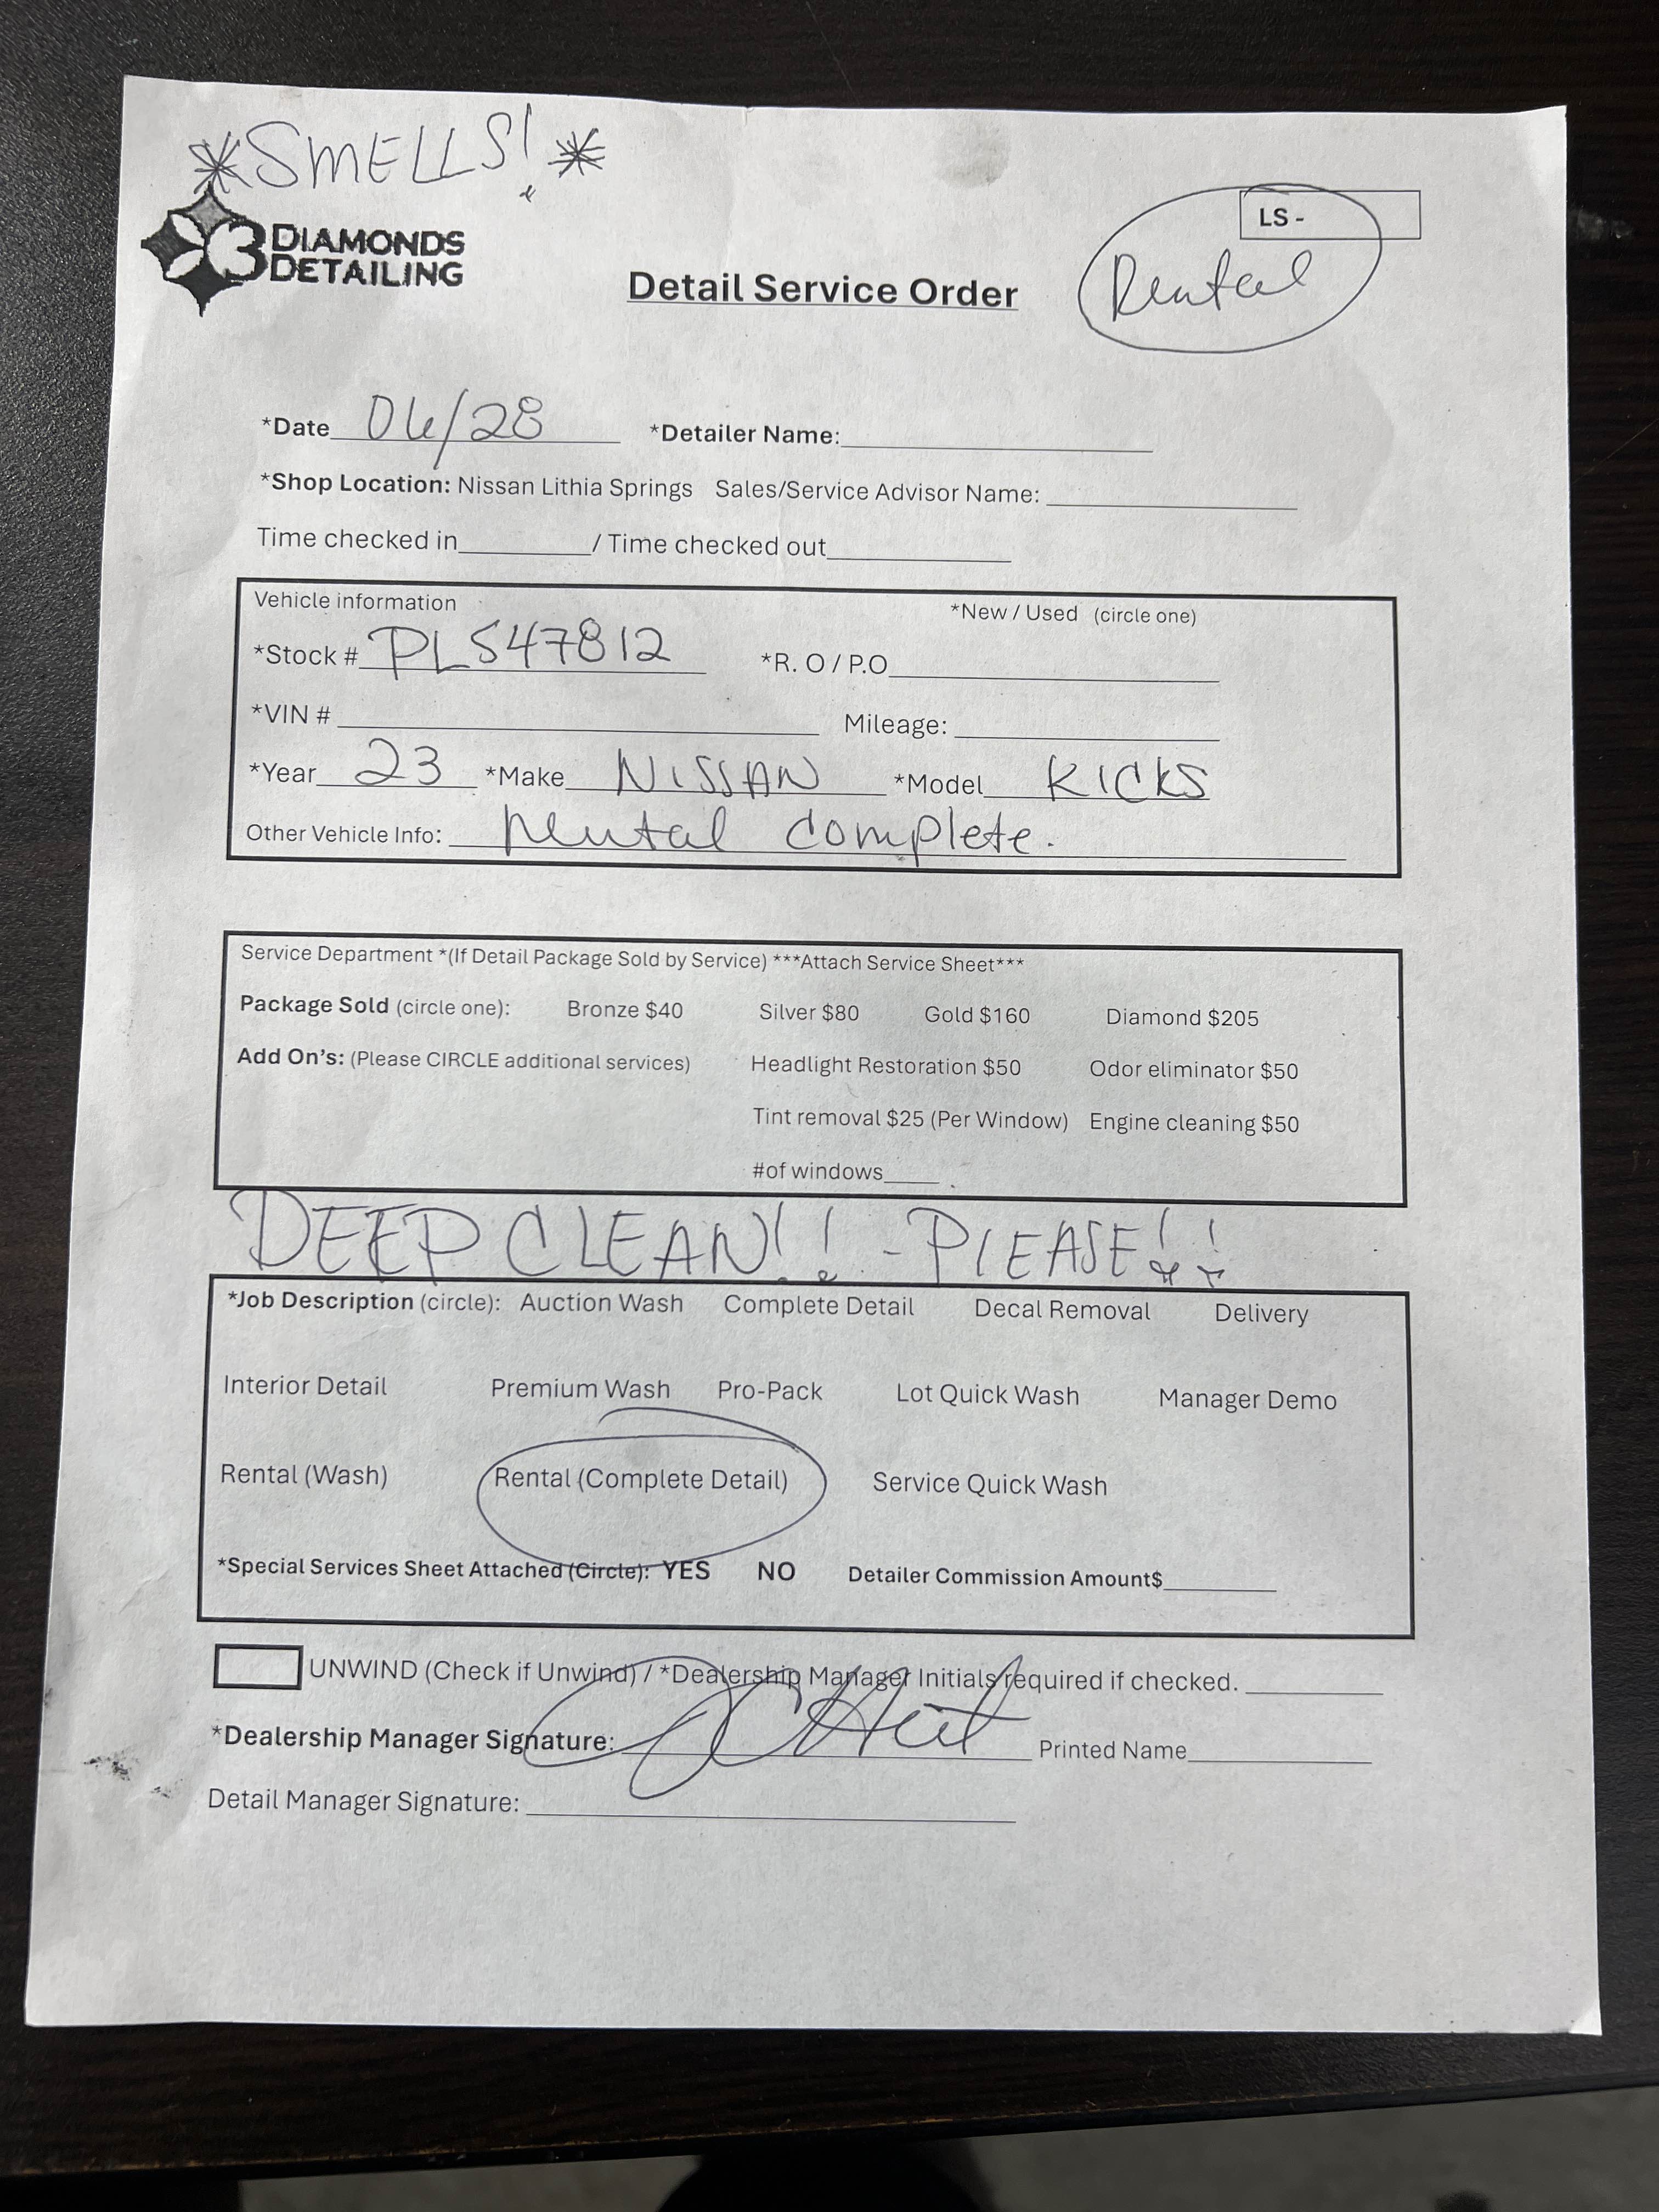 *SMELLS!*
3 DIAMONDS
DETAILING
LS -
Rental
Detail Service Order
*Date 06/28 *Detailer Name:
*Shop Location: Nissan Lithia Springs Sales/Service Advisor Name:
Time checked in / Time checked out
Vehicle information *New / Used (circle one)
*Stock # PL547812 *R. O / P.O
*VIN # Mileage:
*Year 23 *Make NISSAN *Model KICKS
Other Vehicle Info: Rental complete.
Service Department *(If Detail Package Sold by Service) ***Attach Service Sheet***
Package Sold (circle one): Bronze $40 Silver $80 Gold $160 Diamond $205
Add On's: (Please CIRCLE additional services) Headlight Restoration $50 Odor eliminator $50
Tint removal $25 (Per Window) Engine cleaning $50
#of windows
DEEP CLEAN!! - PLEASE!!
*Job Description (circle): Auction Wash Complete Detail Decal Removal Delivery
Interior Detail Premium Wash Pro-Pack Lot Quick Wash Manager Demo
Rental (Wash) Rental (Complete Detail) Service Quick Wash
*Special Services Sheet Attached (Circle): YES NO Detailer Commission Amount$
UNWIND (Check if Unwind) / *Dealership Manager Initials required if checked.
*Dealership Manager Signature: Printed Name
Detail Manager Signature: